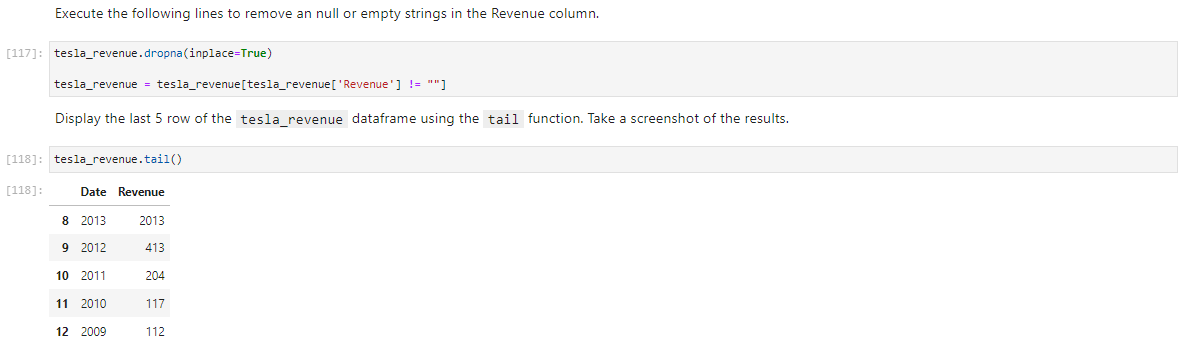 Execute the following lines to remove an null or empty strings in the Revenue column.
[117]: tesla_revenue.dropna(inplace=True)
tesla_revenue = tesla_revenue[tesla_revenue['Revenue'] != ""]
Display the last 5 row of the tesla_revenue dataframe using the tail function. Take a screenshot of the results.
[118]: tesla_revenue.tail()
[118]: Date Revenue
8 2013 2013
9 2012 413
10 2011 204
11 2010 117
12 2009 112